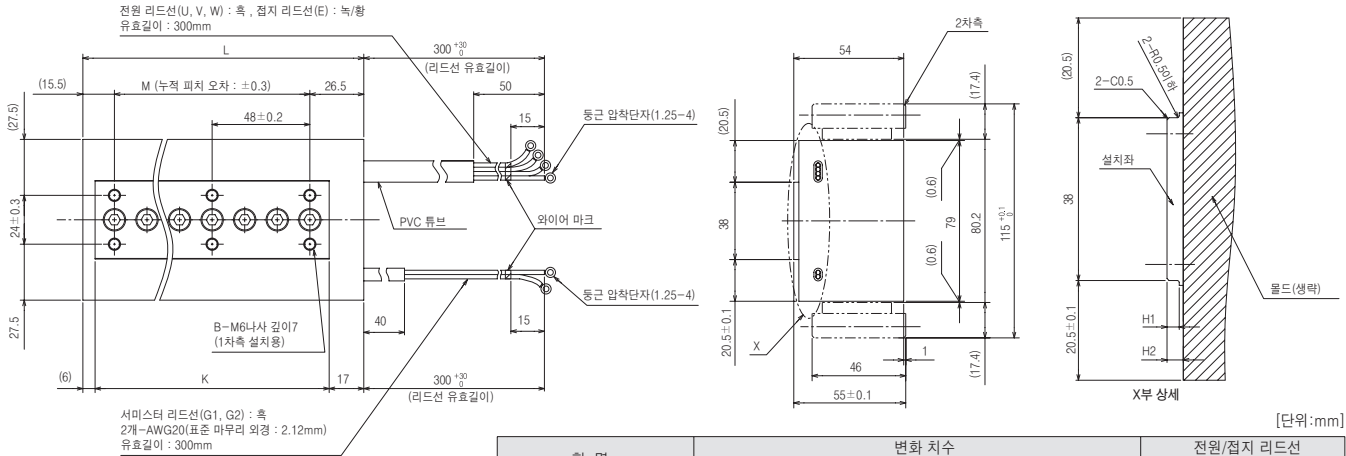 전원 리드선(U, V, W) : 흑 , 접지 리드선(E) : 녹/황
유효길이 : 300mm
L
300 +30 0
(리드선 유효길이)
(15.5)
M (누적 피치 오차 : ±0.3)
26.5
50
48±0.2
15
둥근 압착단자(1.25-4)
(27.5)
24±0.3
27.5
PVC 튜브
와이어 마크
둥근 압착단자(1.25-4)
B-M6나사 깊이7
(1차측 설치용)
40
15
(6)
K
17
300 +30 0
(리드선 유효길이)
서미스터 리드선(G1, G2) : 흑
2개-AWG20(표준 마무리 외경 : 2.12mm)
유효길이 : 300mm
2차측
54
(17.4)
(20.5)
(0.6)
38
79
80.2
115 +0.1 0
(0.6)
20.5±0.1
X
1
(17.4)
46
55±0.1
(20.5)
2-R0.5이하
2-C0.5
설치좌
38
몰드(생략)
H1
H2
20.5±0.1
X부 상세
[단위:mm]
변화 치수
전원/접지 리드선